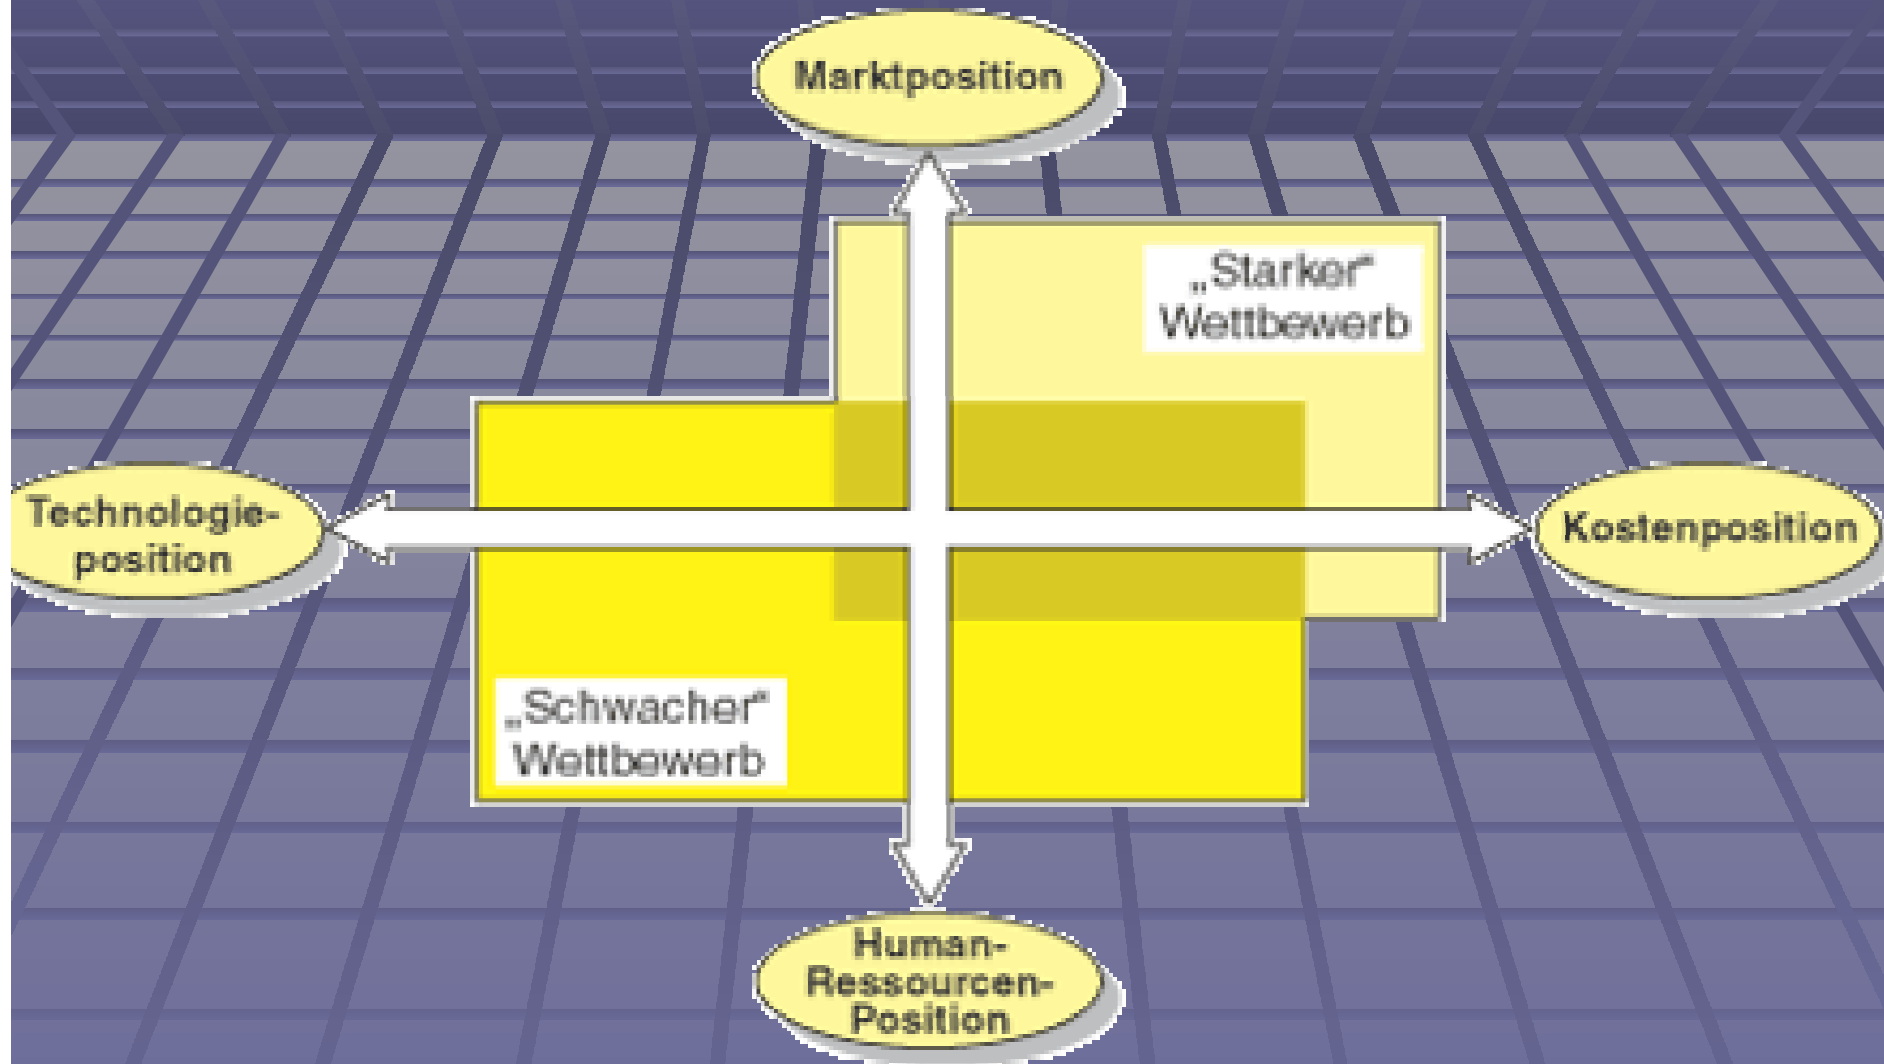 Marktposition
„Starker“
Wettbewerb
Technologie-
position
Kostenposition
„Schwacher“
Wettbewerb
Human-
Ressourcen-
Position